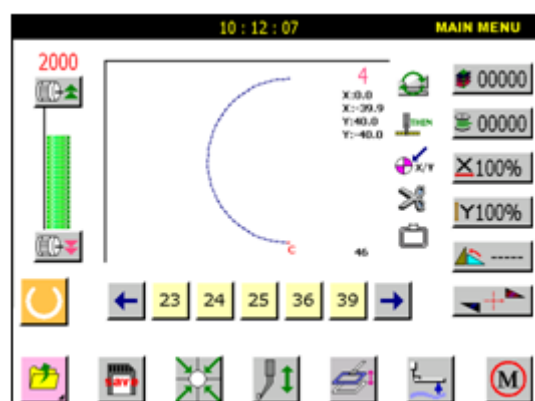 10 : 12 : 07
MAIN MENU
2000
4
X:0.0
X:-39.9
Y:40.0
Y:-40.0
THEN
X/Y
C
46
00000
00000
X100%
Y100%
-----
23
24
25
36
39
save
M